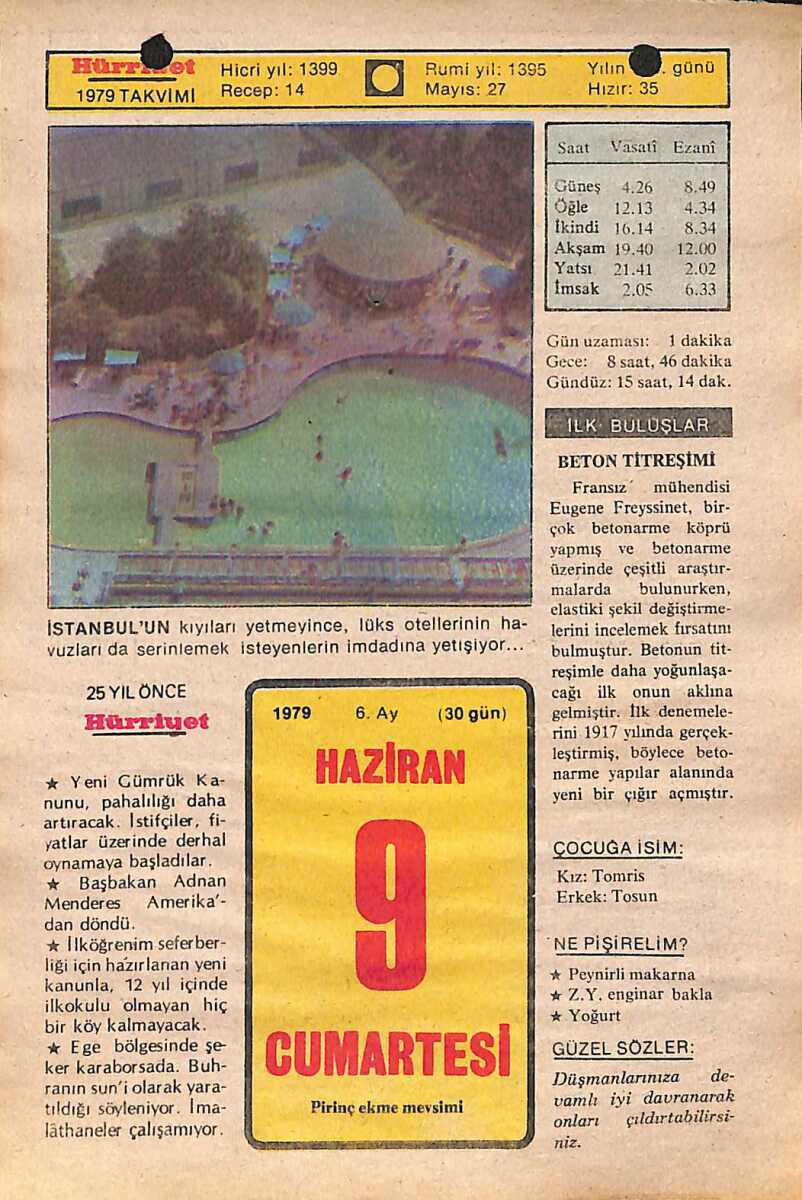 Hürriyet
1979 TAKVİMİ
Hicri yıl: 1399
Recep: 14
Rumi yıl: 1395
Mayıs: 27
Yılın günü
Hızır: 35
Saat Vasatî Ezanî
Güneş 4.26 8.49
Öğle 12.13 4.34
İkindi 16.14 8.34
Akşam 19.40 12.00
Yatsı 21.41 2.02
İmsak 2.05 6.33
Gün uzaması: 1 dakika
Gece: 8 saat, 46 dakika
Gündüz: 15 saat, 14 dak.
İLK BULUŞLAR
BETON TİTREŞİMİ
Fransız mühendisi
Eugene Freyssinet, bir-
çok betonarme köprü
yapmış ve betonarme
üzerinde çeşitli araştır-
malarda bulunurken,
elastiki şekil değiştirme-
lerini incelemek fırsatını
bulmuştur. Betonun tit-
reşimle daha yoğunlaşa-
cağı ilk onun aklına
gelmiştir. İlk denemele-
rini 1917 yılında gerçek-
leştirmiş, böylece beto-
narme yapılar alanında
yeni bir çığır açmıştır.
ÇOCUĞA İSİM:
Kız: Tomris
Erkek: Tosun
NE PİŞİRELİM?
★ Peynirli makarna
★ Z.Y. enginar bakla
★ Yoğurt
GÜZEL SÖZLER:
Düşmanlarınıza de-
vamlı iyi davranarak
onları çıldırtabilirsi-
niz.
İSTANBUL'UN kıyıları yetmeyince, lüks otellerinin ha-
vuzları da serinlemek isteyenlerin imdadına yetişiyor...
25 YIL ÖNCE
Hürriyet
★ Yeni Gümrük Ka-
nunu, pahalılığı daha
artıracak. İstifçiler, fi-
yatlar üzerinde derhal
oynamaya başladılar.
★ Başbakan Adnan
Menderes Amerika'-
dan döndü.
★ İlköğrenim seferber-
liği için hazırlanan yeni
kanunla, 12 yıl içinde
ilkokulu olmayan hiç
bir köy kalmayacak.
★ Ege bölgesinde şe-
ker karaborsada. Buh-
ranın sun'i olarak yara-
tıldığı söyleniyor. İma-
lâthaneler çalışamıyor.
1979 6. Ay (30 gün)
HAZİRAN
9
CUMARTESİ
Pirinç ekme mevsimi